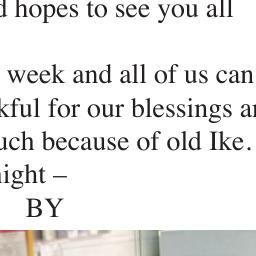 d hopes to see you all
week and all of us can
kful for our blessings a
uch because of old Ike.
night –
BY